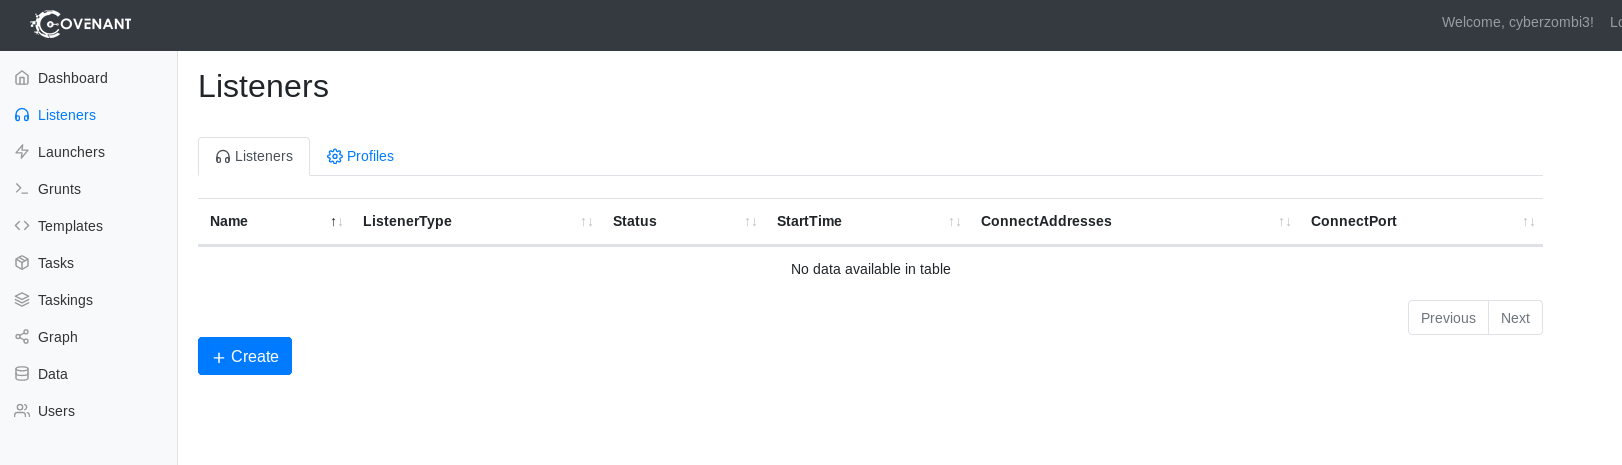 COVENANT
Welcome, cyberzombi3!
Dashboard
Listeners
Launchers
Grunts
Templates
Tasks
Taskings
Graph
Data
Users
Listeners
Listeners Profiles
Name ↑↓ ListenerType ↑↓ Status ↑↓ StartTime ↑↓ ConnectAddresses ↑↓ ConnectPort ↑↓
No data available in table
Previous Next
+ Create